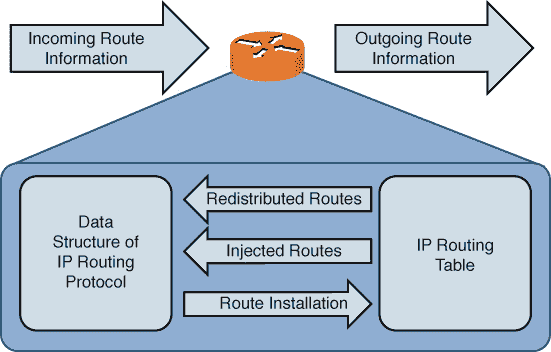 Incoming Route
Information
Outgoing Route
Information
Data
Structure of
IP Routing
Protocol
Redistributed Routes
Injected Routes
Route Installation
IP Routing
Table